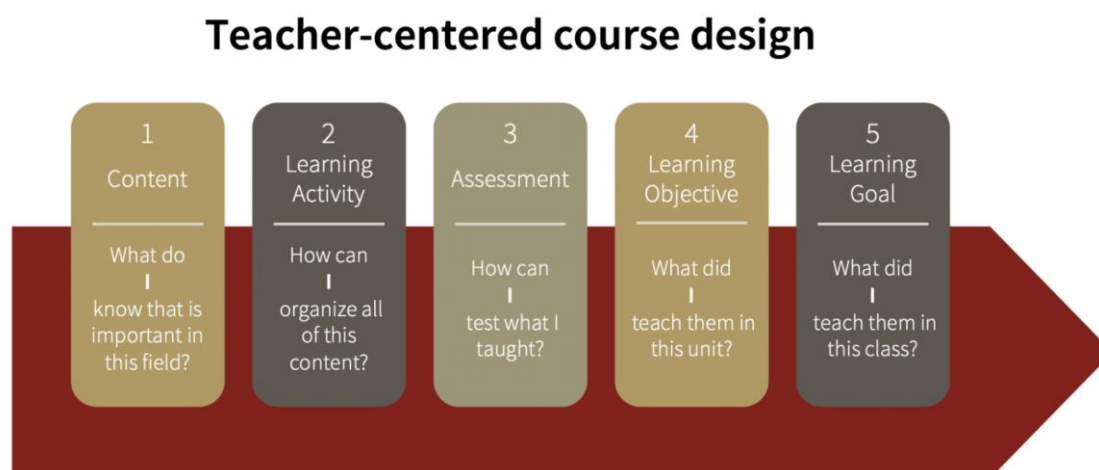 Teacher-centered course design
1
Content
What do
I
know that is
important in
this field?
2
Learning
Activity
How can
I
organize all
of this
content?
3
Assessment
How can
I
test what I
taught?
4
Learning
Objective
What did
I
teach them in
this unit?
5
Learning
Goal
What did
I
teach them in
this class?